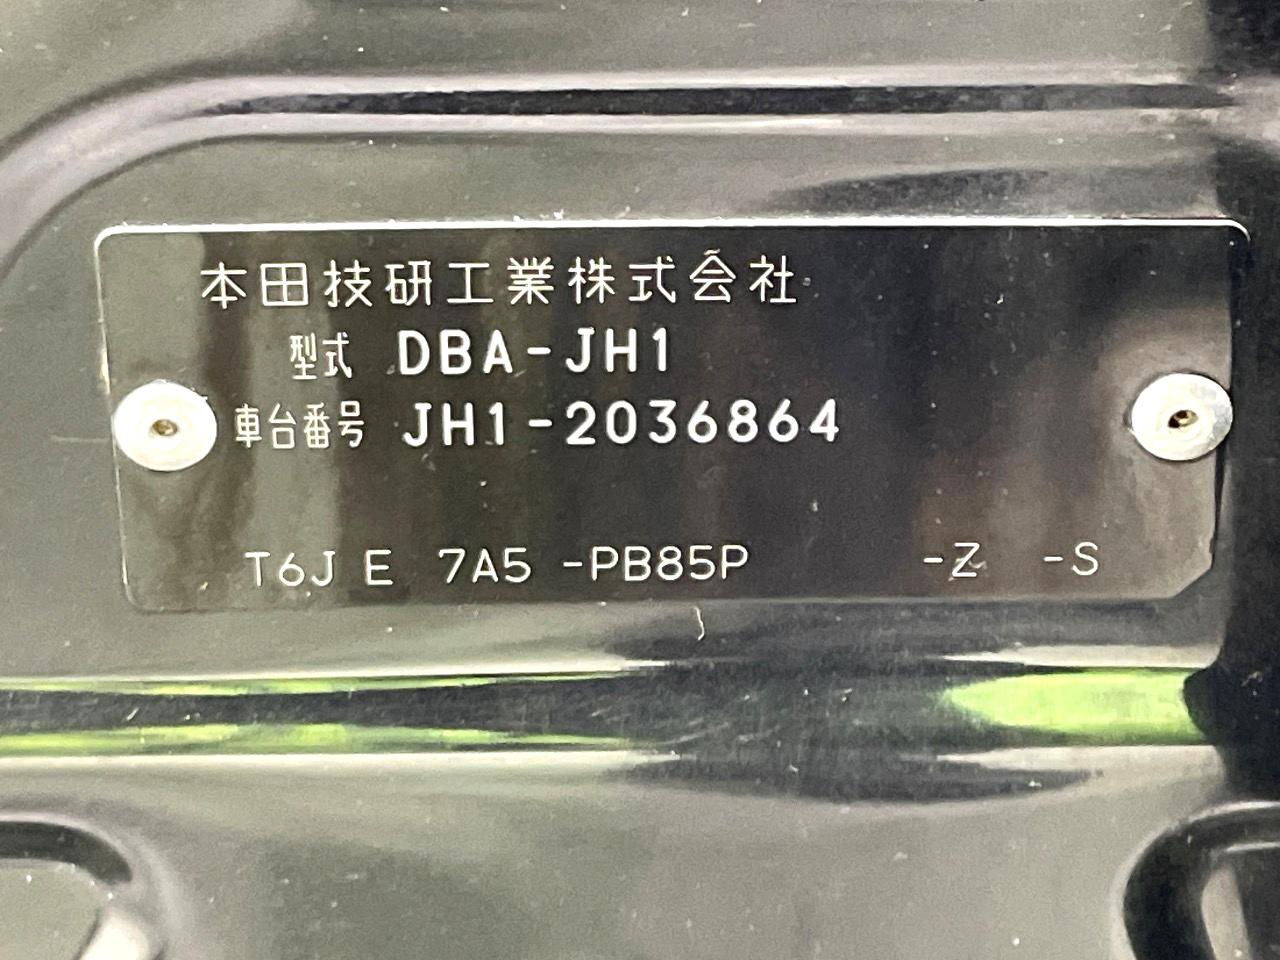 本田技研工業株式会社
型式 DBA-JH1
車台番号 JH1-2036864
T6J E 7A5 -PB85P -Z -S